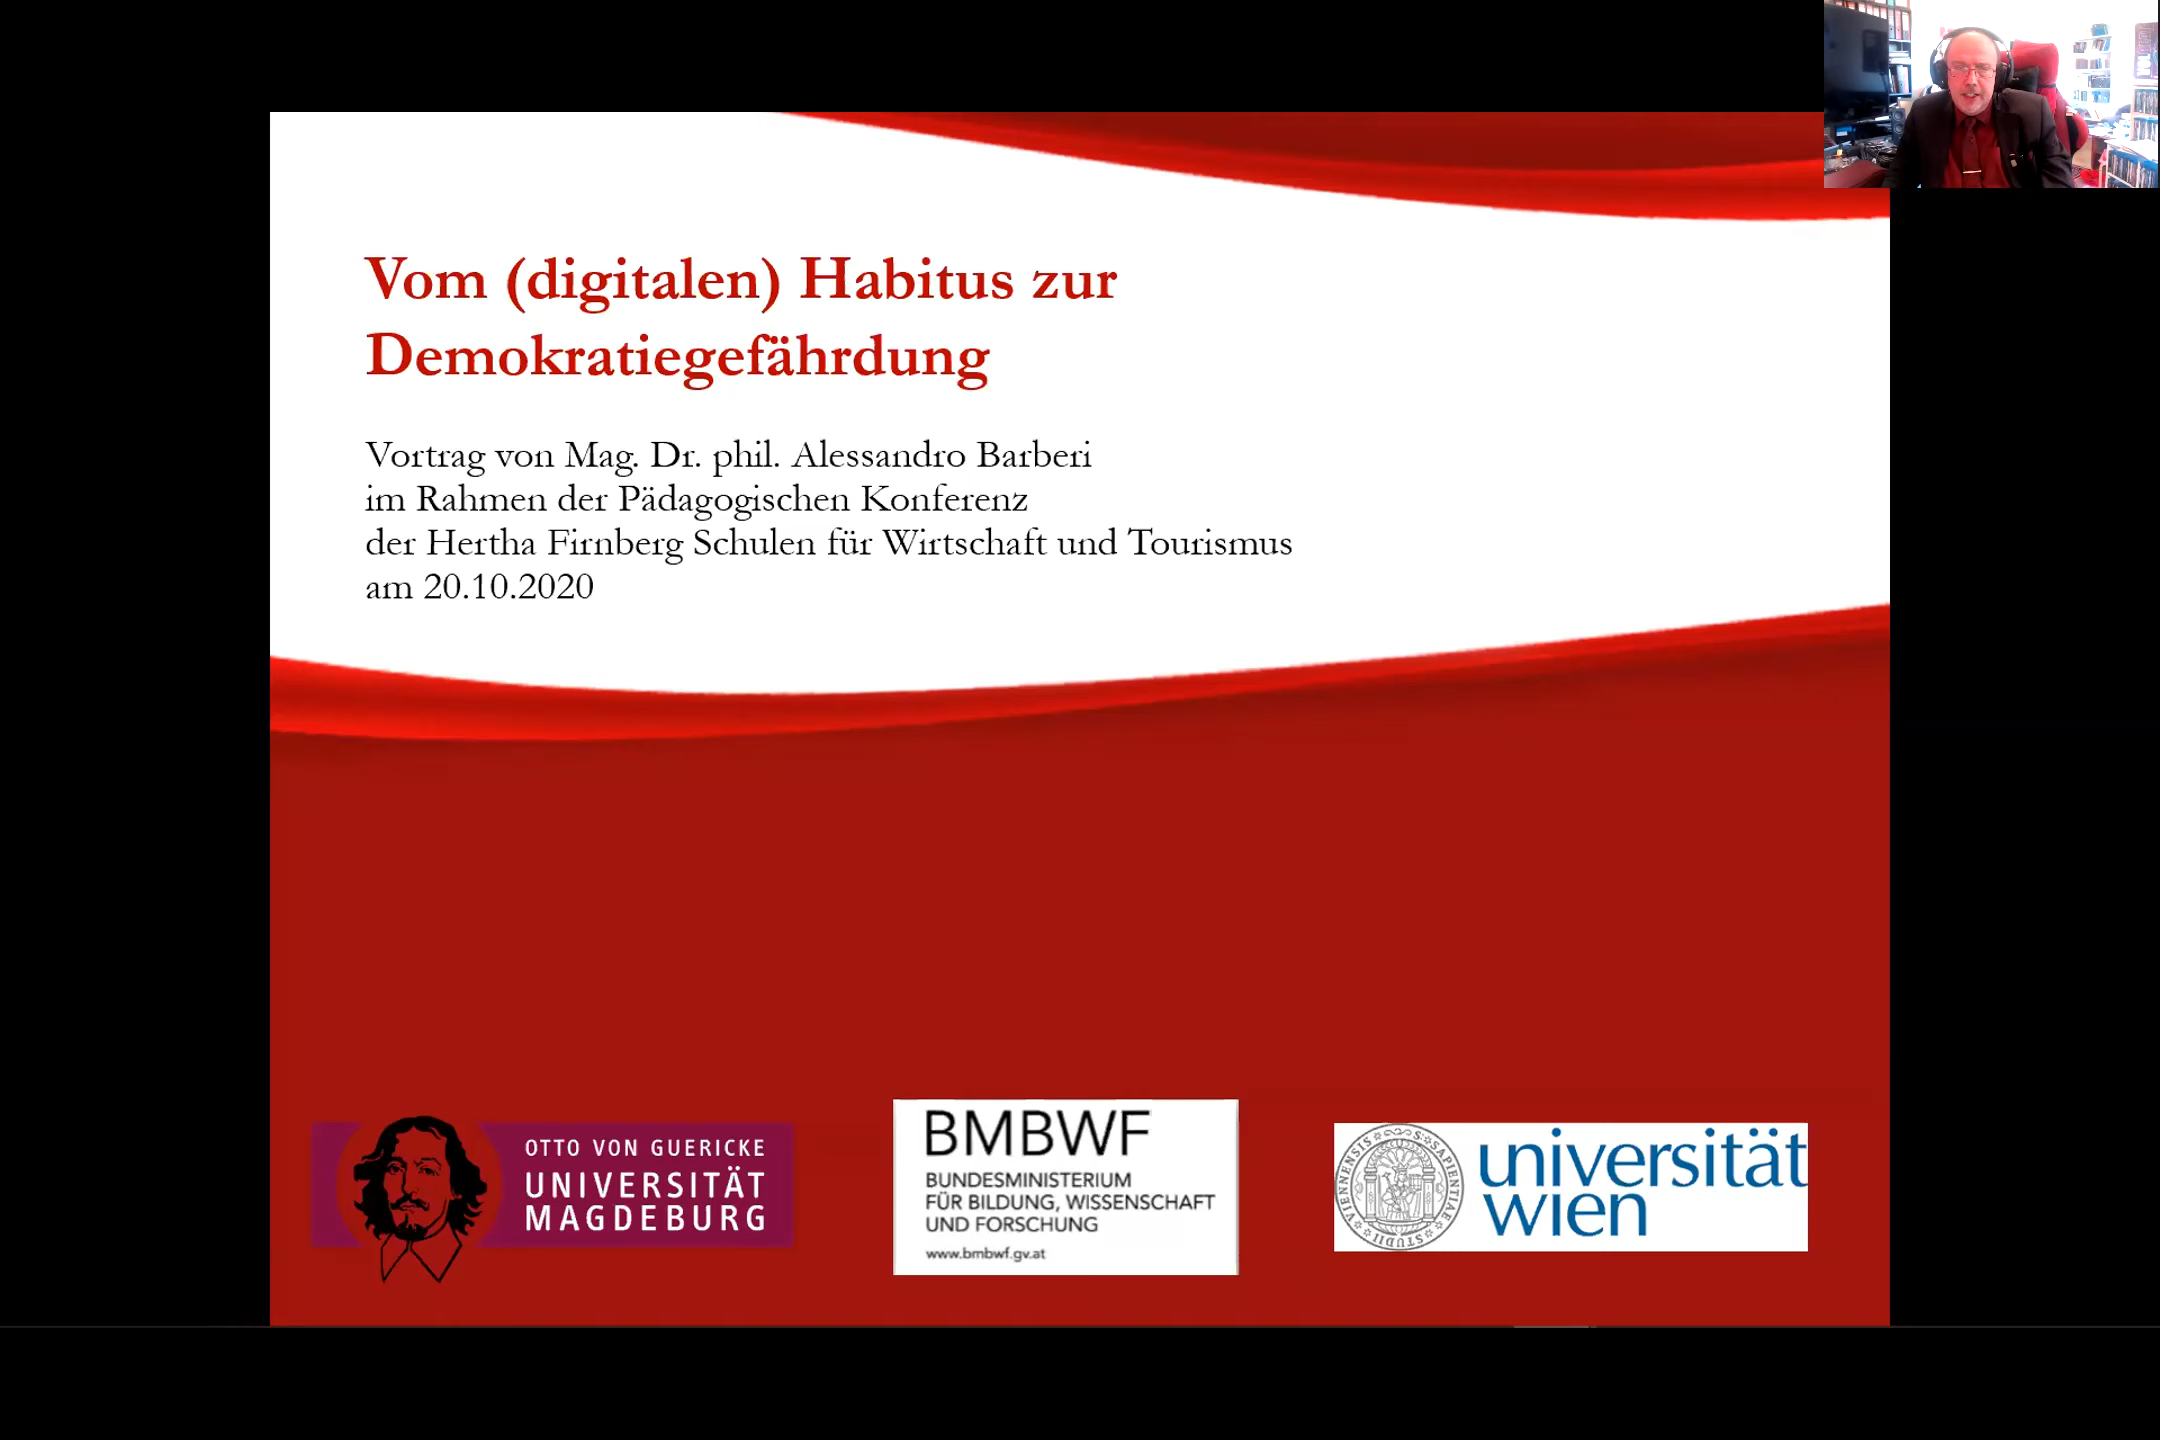 Vom (digitalen) Habitus zur
Demokratiegefährdung
Vortrag von Mag. Dr. phil. Alessandro Barberi
im Rahmen der Pädagogischen Konferenz
der Hertha Firnberg Schulen für Wirtschaft und Tourismus
am 20.10.2020
OTTO VON GUERICKE
UNIVERSITÄT
MAGDEBURG
BMBWF
BUNDESMINISTERIUM
FÜR BILDUNG, WISSENSCHAFT
UND FORSCHUNG
www.bmbwf.gv.at
universität
wien